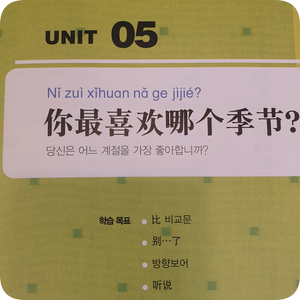 UNIT 05
Nǐ zuì xǐhuan nǎ ge jìjié?
你最喜欢哪个季节?
당신은 어느 계절을 가장 좋아합니까?
학습 목표
• 比 비교문
• 别…了
• 방향보어
• 听说